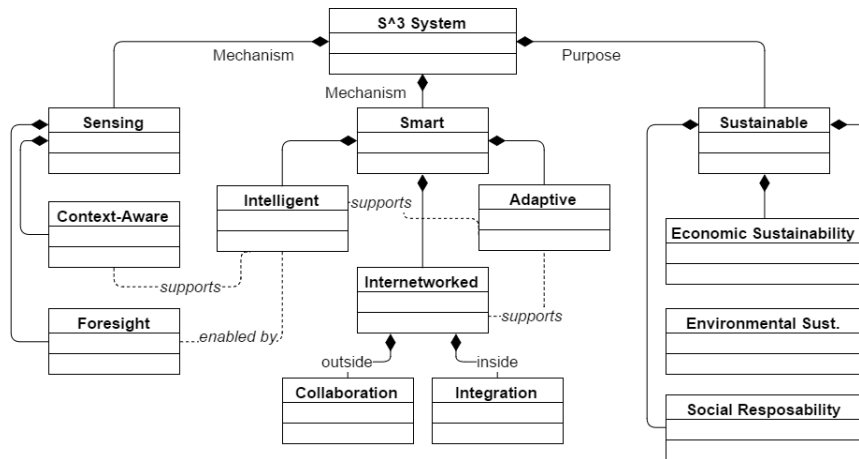 S^3 System
Mechanism
Purpose
Mechanism
Sensing
Smart
Sustainable
Intelligent
supports
Adaptive
Context-Aware
Economic Sustainability
Internetworked
supports
supports
Foresight
enabled by.
Environmental Sust.
outside
inside
Collaboration
Integration
Social Resposability